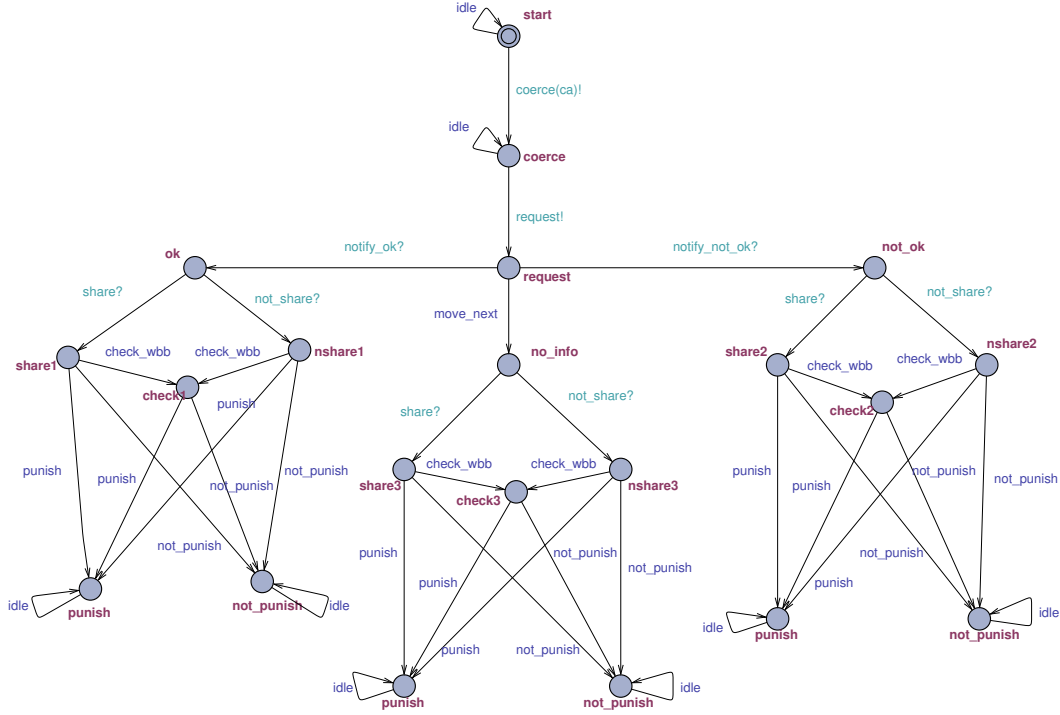 start
idle
coerce(ca)!
idle
coerce
request!
ok
notify_ok?
request
notify_not_ok?
not_ok
share?
not_share?
move_next
share?
not_share?
share1
check_wbb
check_wbb
nshare1
no_info
share2
check_wbb
check_wbb
nshare2
check1
punish
share?
not_share?
check2
punish
punish
not_punish
not_punish
share3
check_wbb
check_wbb
nshare3
check3
punish
punish
not_punish
not_punish
not_punish
punish
punish
not_punish
not_punish
not_punish
idle
punish
not_punish
idle
punish
not_punish
punish
idle
punish
not_punish
idle
punish
not_punish
idle
punish
not_punish
idle